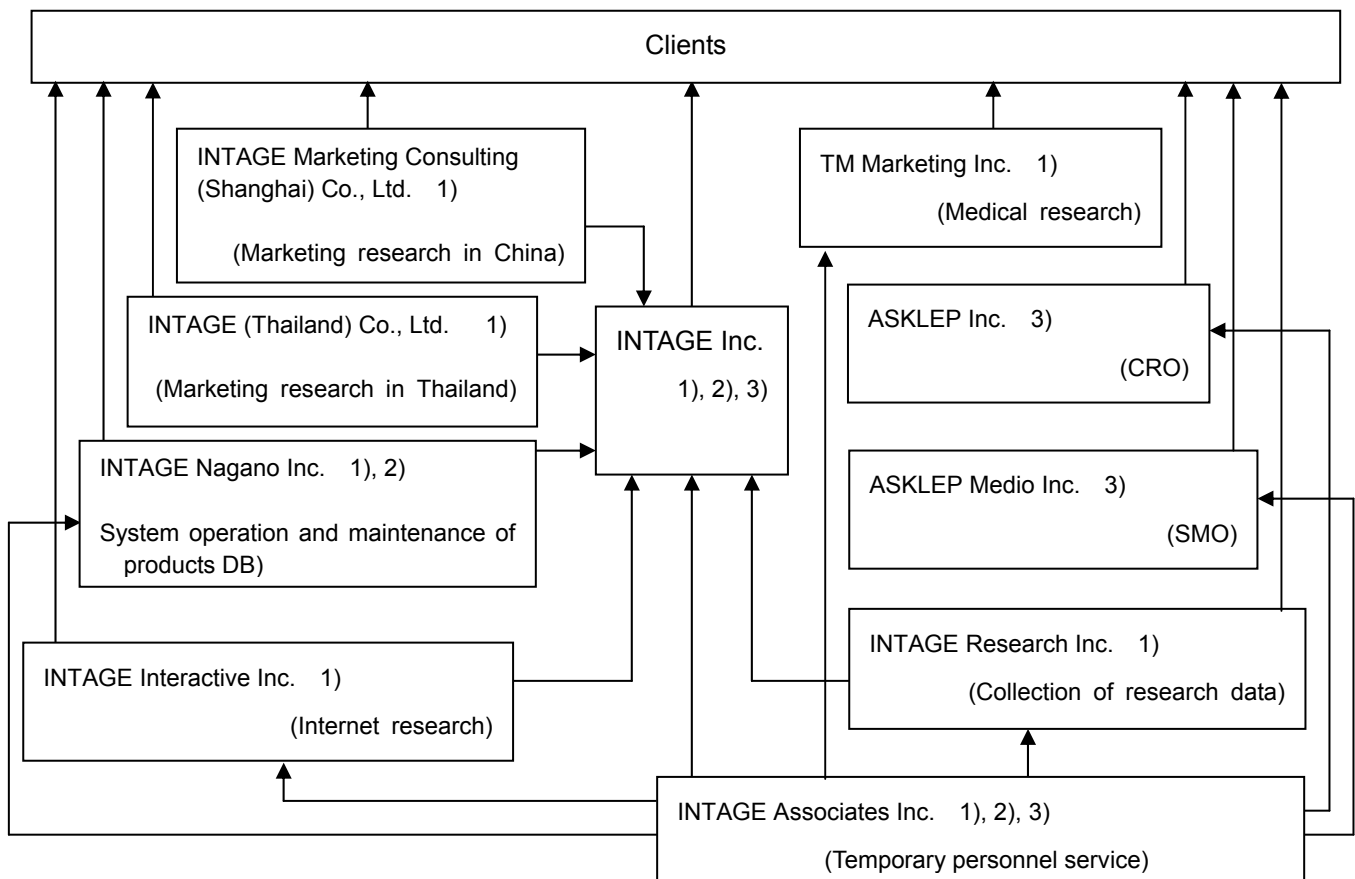 Clients
INTAGE Marketing Consulting
(Shanghai) Co., Ltd. 1)
(Marketing research in China)
INTAGE (Thailand) Co., Ltd. 1)
(Marketing research in Thailand)
INTAGE Nagano Inc. 1), 2)
System operation and maintenance of
products DB)
INTAGE Interactive Inc. 1)
(Internet research)
INTAGE Inc.
1), 2), 3)
TM Marketing Inc. 1)
(Medical research)
ASKLEP Inc. 3)
(CRO)
ASKLEP Medio Inc. 3)
(SMO)
INTAGE Research Inc. 1)
(Collection of research data)
INTAGE Associates Inc. 1), 2), 3)
(Temporary personnel service)